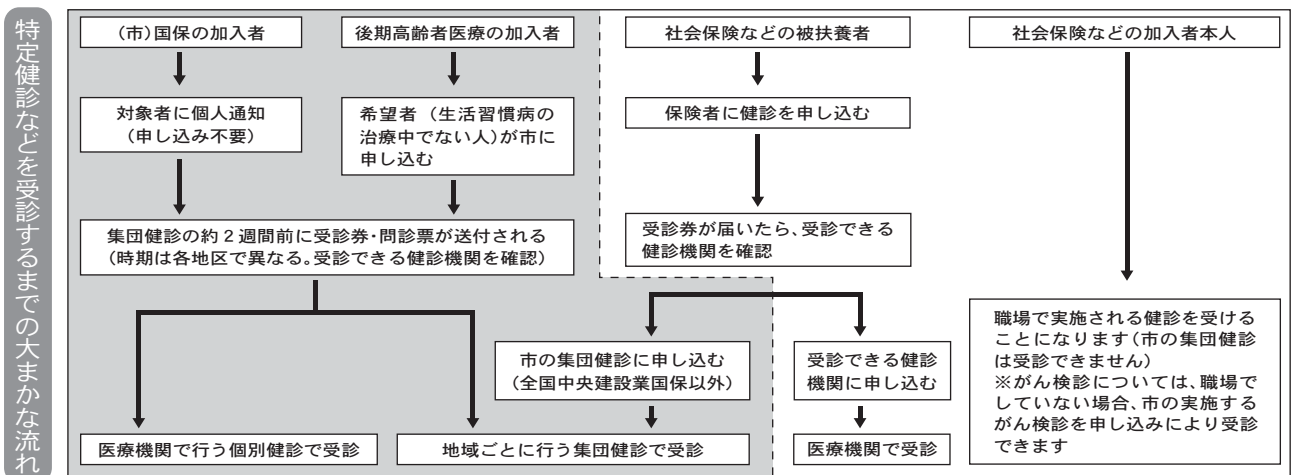 特定健診などを受診するまでの大まかな流れ
（市）国保の加入者
後期高齢者医療の加入者
社会保険などの被扶養者
社会保険などの加入者本人
対象者に個人通知
（申し込み不要）
希望者（生活習慣病の
治療中でない人）が市に
申し込む
保険者に健診を申し込む
集団健診の約２週間前に受診券・問診票が送付される
（時期は各地区で異なる。受診できる健診機関を確認）
受診券が届いたら、受診できる
健診機関を確認
市の集団健診に申し込む
（全国中央建設業国保以外）
受診できる健診
機関に申し込む
職場で実施される健診を受ける
ことになります（市の集団健診
は受診できません）
※がん検診については、職場で
していない場合、市の実施する
がん検診を申し込みにより受診
できます
医療機関で行う個別健診で受診
地域ごとに行う集団健診で受診
医療機関で受診